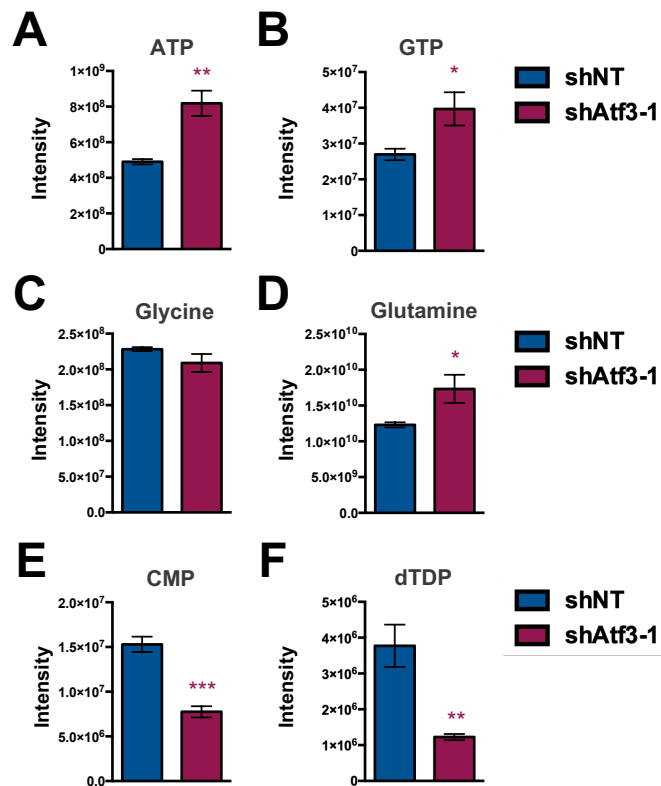 A
ATP
Intensity
1×10⁹
8×10⁸
6×10⁸
4×10⁸
2×10⁸
0
**
B
GTP
Intensity
5×10⁷
4×10⁷
3×10⁷
2×10⁷
1×10⁷
0
*
shNT
shAtf3-1
C
Glycine
Intensity
2.5×10⁸
2.0×10⁸
1.5×10⁸
1.0×10⁸
5.0×10⁷
0.0
D
Glutamine
Intensity
2.5×10¹⁰
2.0×10¹⁰
1.5×10¹⁰
1.0×10¹⁰
5.0×10⁹
0.0
*
shNT
shAtf3-1
E
CMP
Intensity
2.0×10⁷
1.5×10⁷
1.0×10⁷
5.0×10⁶
0.0
***
F
dTDP
Intensity
5×10⁶
4×10⁶
3×10⁶
2×10⁶
1×10⁶
0
**
shNT
shAtf3-1